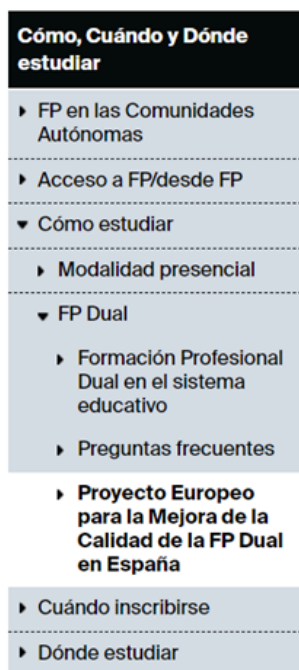 Cómo, Cuándo y Dónde
estudiar
FP en las Comunidades
Autónomas
Acceso a FP/desde FP
Cómo estudiar
Modalidad presencial
FP Dual
Formación Profesional
Dual en el sistema
educativo
Preguntas frecuentes
Proyecto Europeo
para la Mejora de la
Calidad de la FP Dual
en España
Cuándo inscribirse
Dónde estudiar